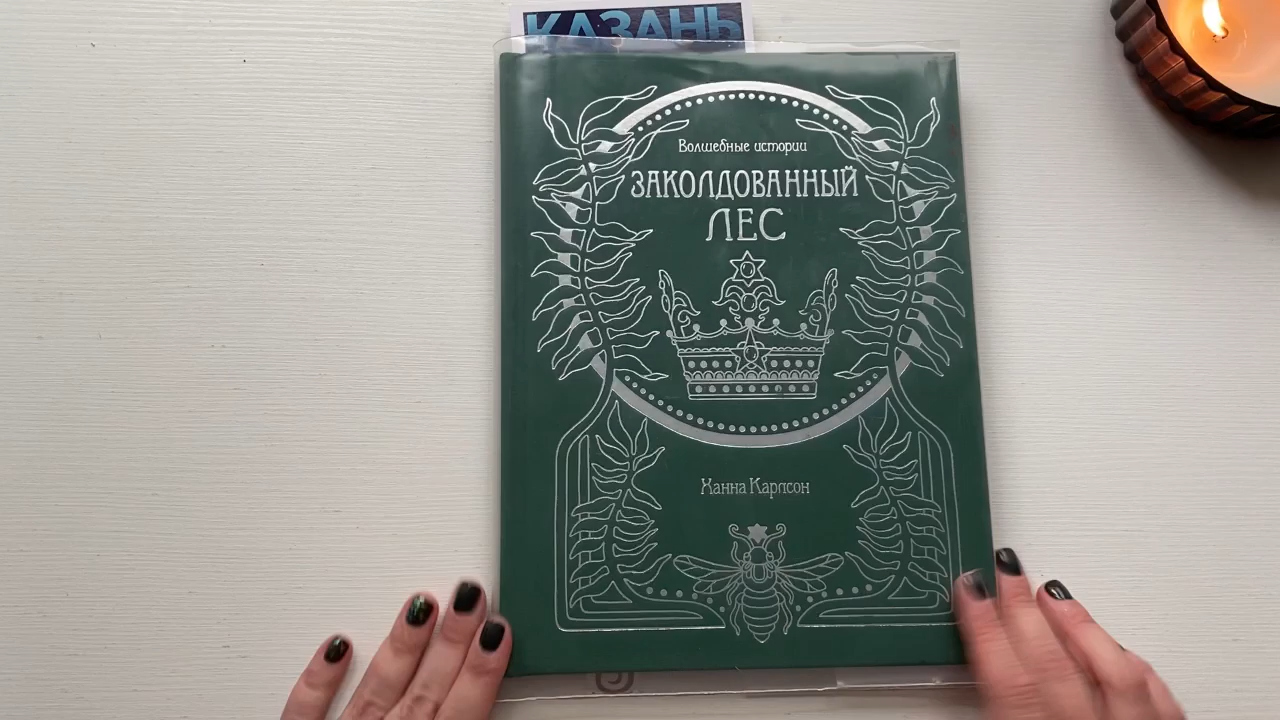 КАЗАНЬ
Волшебные истории
ЗАКОЛДОВАННЫЙ
ЛЕС
Ханна Карлсон